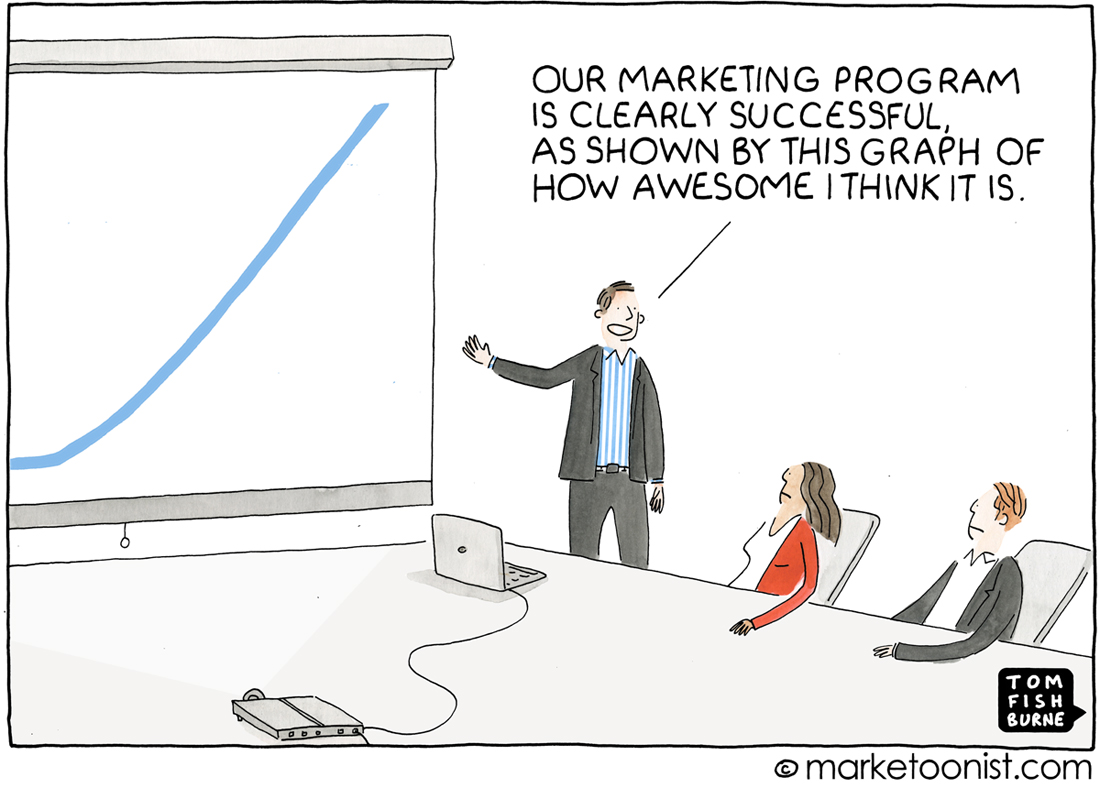 OUR MARKETING PROGRAM
IS CLEARLY SUCCESSFUL,
AS SHOWN BY THIS GRAPH OF
HOW AWESOME I THINK IT IS.
TOM
FISH
BURNE
© marketoonist.com